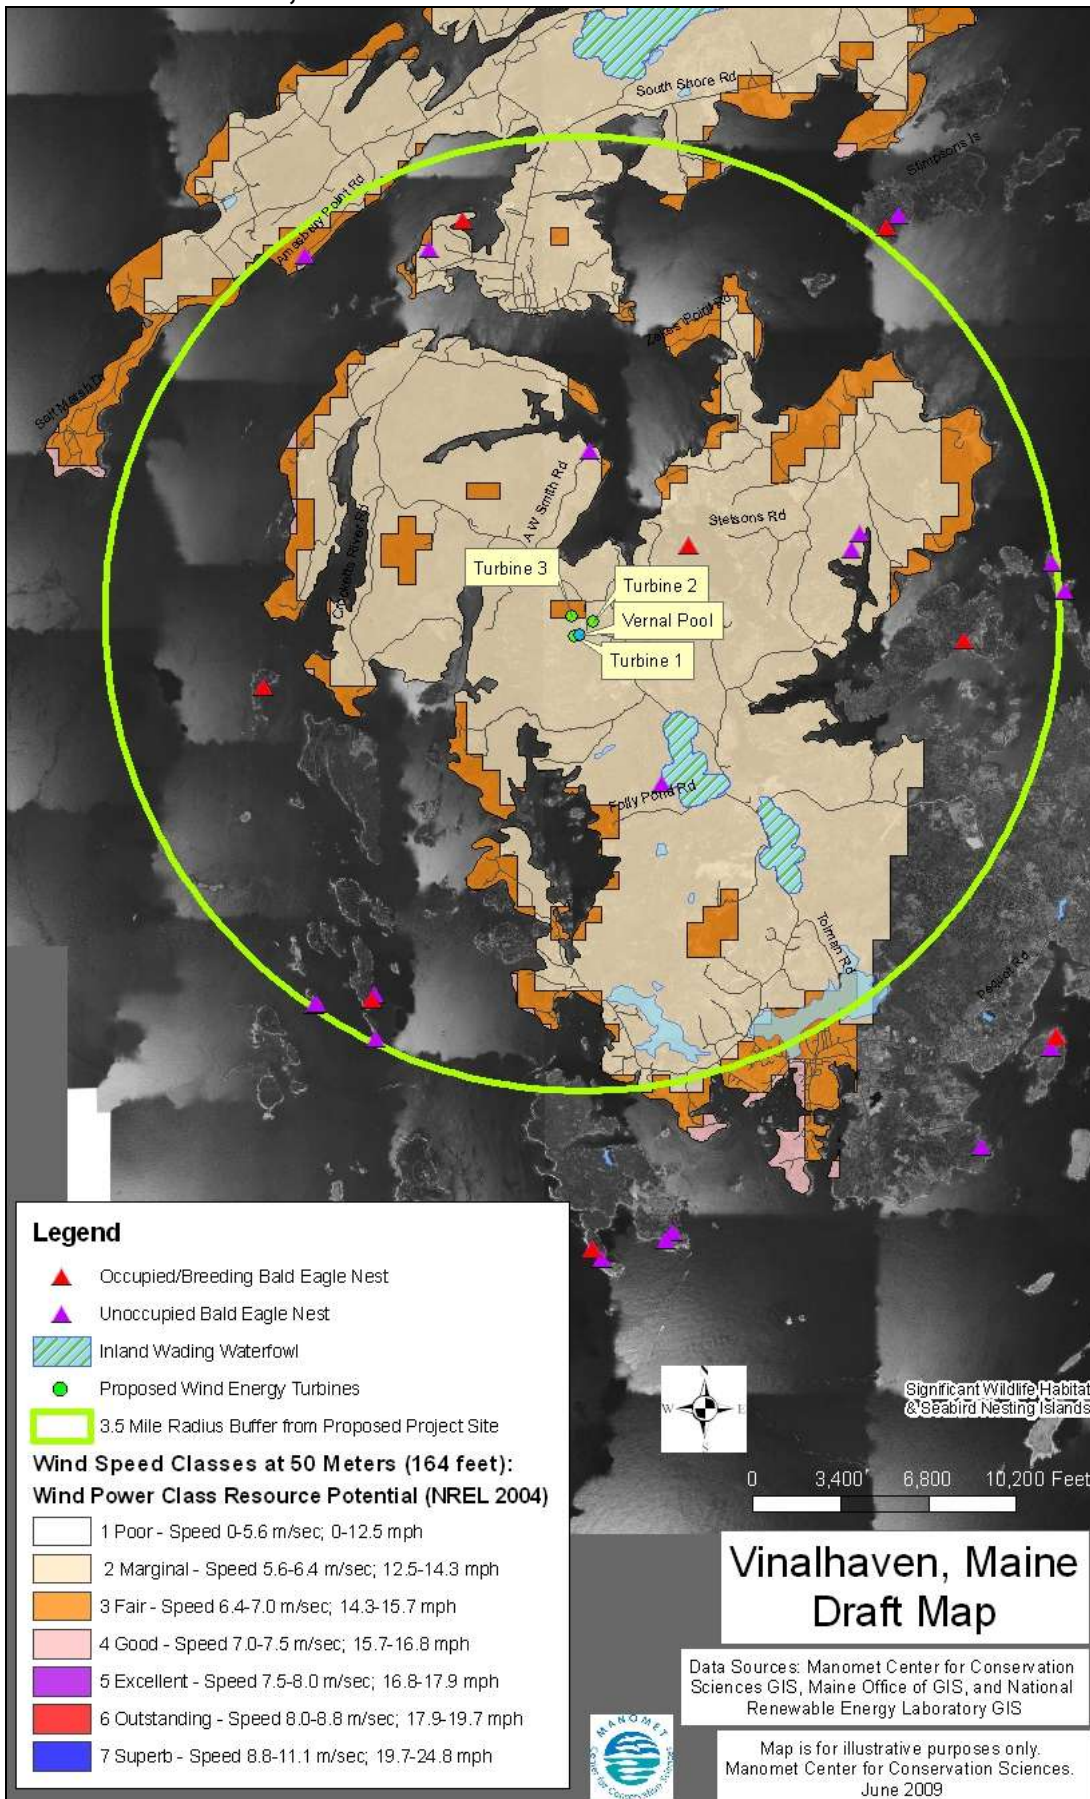 South Shore Rd
Stimpsons Is
Amesbury Point Rd
Zekes Point Rd
Salt Marsh Dr
A W Smith Rd
Stetsons Rd
Crocketts River Rd
Turbine 3
Turbine 2
Vernal Pool
Turbine 1
Folly Pond Rd
Tolman Rd
Pequot Rd
Legend
Occupied/Breeding Bald Eagle Nest
Unoccupied Bald Eagle Nest
Inland Wading Waterfowl
Proposed Wind Energy Turbines
3.5 Mile Radius Buffer from Proposed Project Site
Wind Speed Classes at 50 Meters (164 feet):
Wind Power Class Resource Potential (NREL 2004)
1 Poor - Speed 0-5.6 m/sec; 0-12.5 mph
2 Marginal - Speed 5.6-6.4 m/sec; 12.5-14.3 mph
3 Fair - Speed 6.4-7.0 m/sec; 14.3-15.7 mph
4 Good - Speed 7.0-7.5 m/sec; 15.7-16.8 mph
5 Excellent - Speed 7.5-8.0 m/sec; 16.8-17.9 mph
6 Outstanding - Speed 8.0-8.8 m/sec; 17.9-19.7 mph
7 Superb - Speed 8.8-11.1 m/sec; 19.7-24.8 mph
N
W E
S
Significant Wildlife Habitat
& Seabird Nesting Islands
0 3,400 6,800 10,200 Feet
Vinalhaven, Maine
Draft Map
Data Sources: Manomet Center for Conservation
Sciences GIS, Maine Office of GIS, and National
Renewable Energy Laboratory GIS
MANOMET
Center for Conservation Sciences
Map is for illustrative purposes only.
Manomet Center for Conservation Sciences.
June 2009